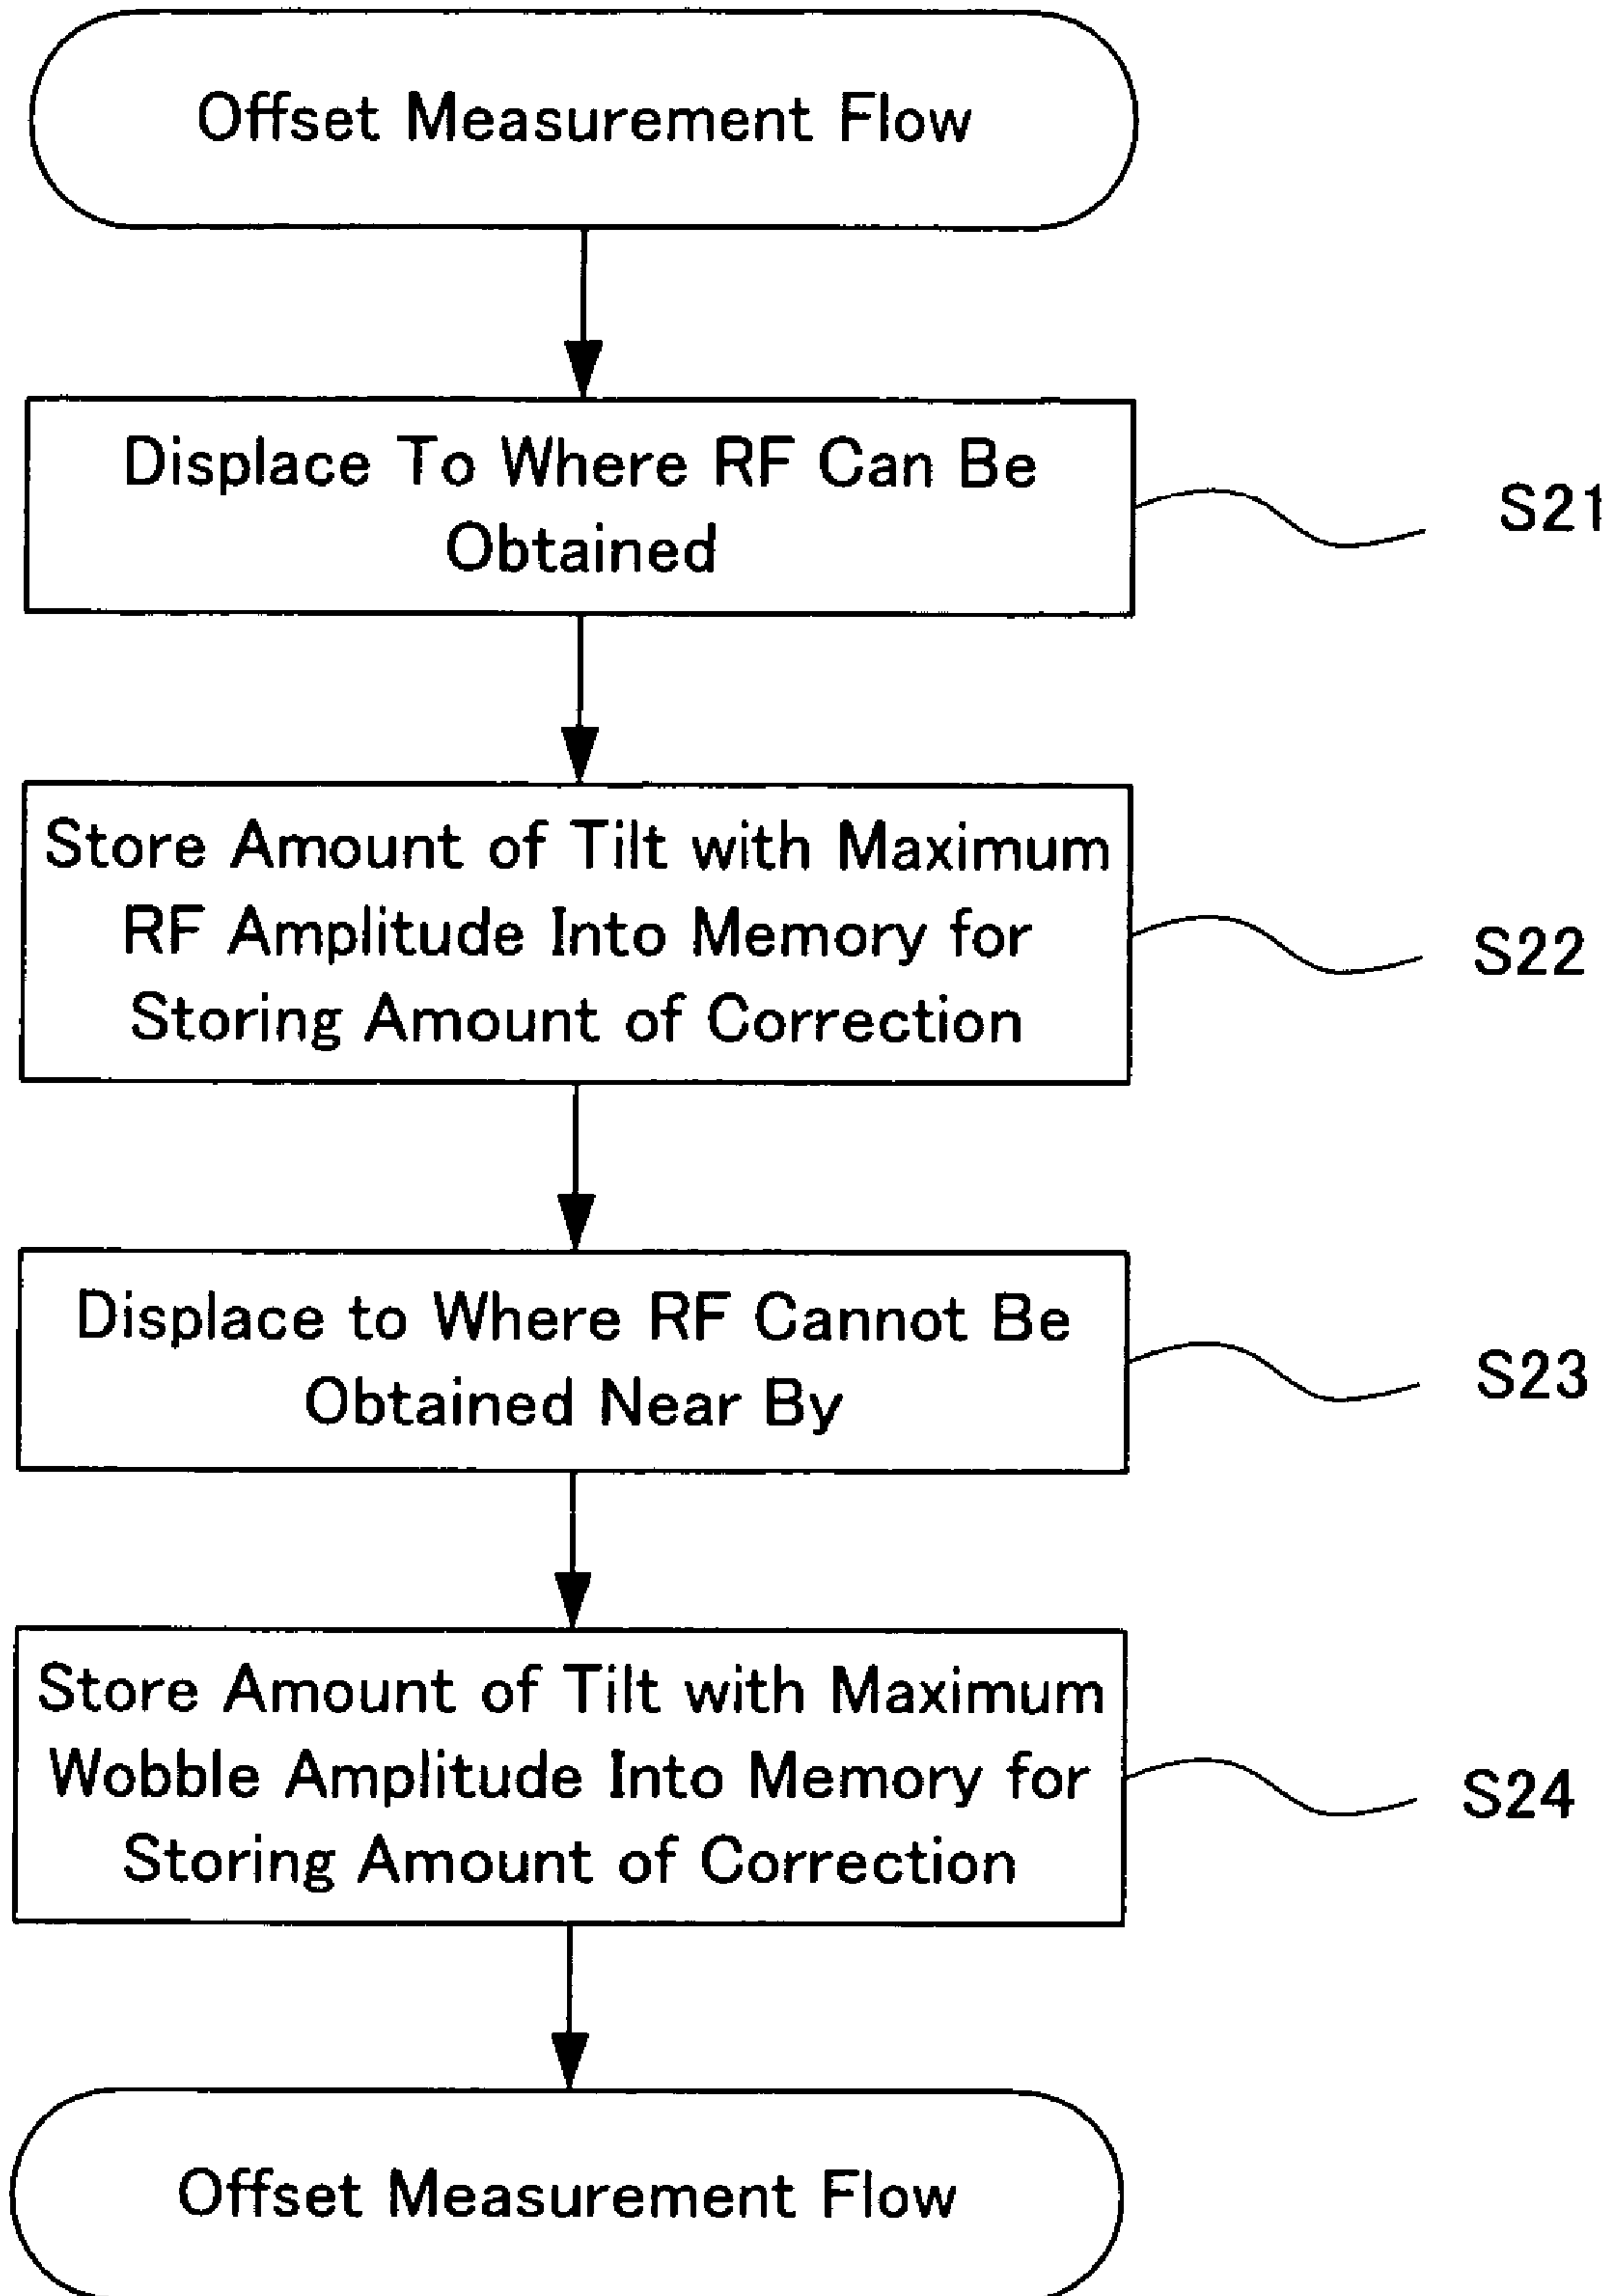 Offset Measurement Flow
Displace To Where RF Can Be
Obtained
S21
Store Amount of Tilt with Maximum
RF Amplitude Into Memory for
Storing Amount of Correction
S22
Displace to Where RF Cannot Be
Obtained Near By
S23
Store Amount of Tilt with Maximum
Wobble Amplitude Into Memory for
Storing Amount of Correction
S24
Offset Measurement Flow